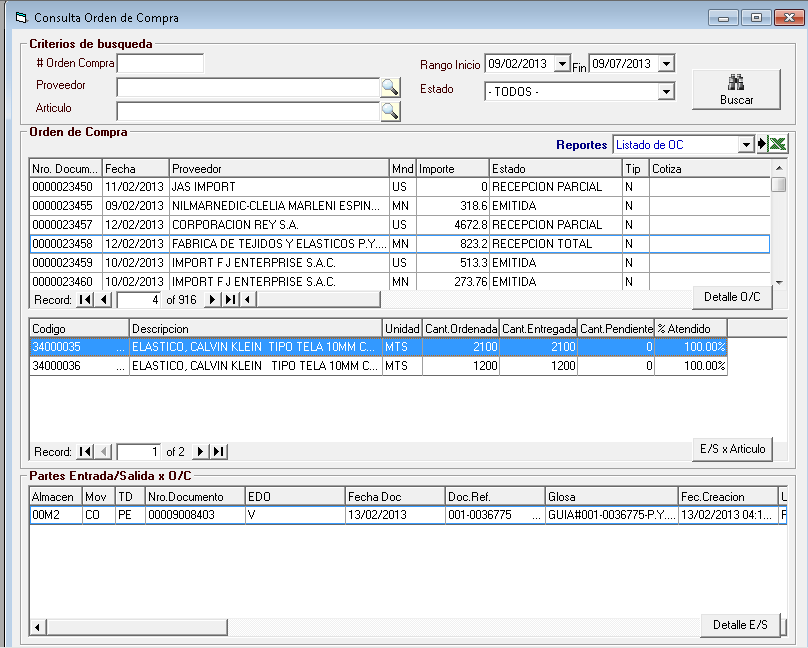 Consulta Orden de Compra
Criterios de busqueda
# Orden Compra
Rango Inicio 09/02/2013 Fin 09/07/2013
Proveedor
Estado - TODOS -
Buscar
Articulo
Orden de Compra
Reportes Listado de OC
Nro. Docum... Fecha Proveedor Mnd Importe Estado Tip Cotiza
0000023450 11/02/2013 JAS IMPORT US 0 RECEPCION PARCIAL N
0000023455 09/02/2013 NILMARNEDIC-CLELIA MARLENI ESPIN... MN 318.6 EMITIDA N
0000023457 12/02/2013 CORPORACION REY S.A. US 4672.8 RECEPCION PARCIAL N
0000023458 12/02/2013 FABRICA DE TEJIDOS Y ELASTICOS P.Y.... MN 823.2 RECEPCION TOTAL N
0000023459 10/02/2013 IMPORT F J ENTERPRISE S.A.C. US 513.3 EMITIDA N
0000023460 10/02/2013 IMPORT F J ENTERPRISE S.A.C. MN 273.76 EMITIDA N
Record: 4 of 916
Detalle O/C
Codigo Descripcion Unidad Cant.Ordenada Cant.Entregada Cant.Pendiente % Atendido
34000035 ... ELASTICO, CALVIN KLEIN TIPO TELA 10MM C... MTS 2100 2100 0 100.00%
34000036 ... ELASTICO, CALVIN KLEIN TIPO TELA 10MM C... MTS 1200 1200 0 100.00%
Record: 1 of 2
E/S x Articulo
Partes Entrada/Salida x O/C
Almacen Mov TD Nro.Documento EDO Fecha Doc Doc.Ref. Glosa Fec.Creacion
00M2 CO PE 00009008403 V 13/02/2013 001-0036775 ... GUIA#001-0036775-P.Y.... 13/02/2013 04:1...
Detalle E/S